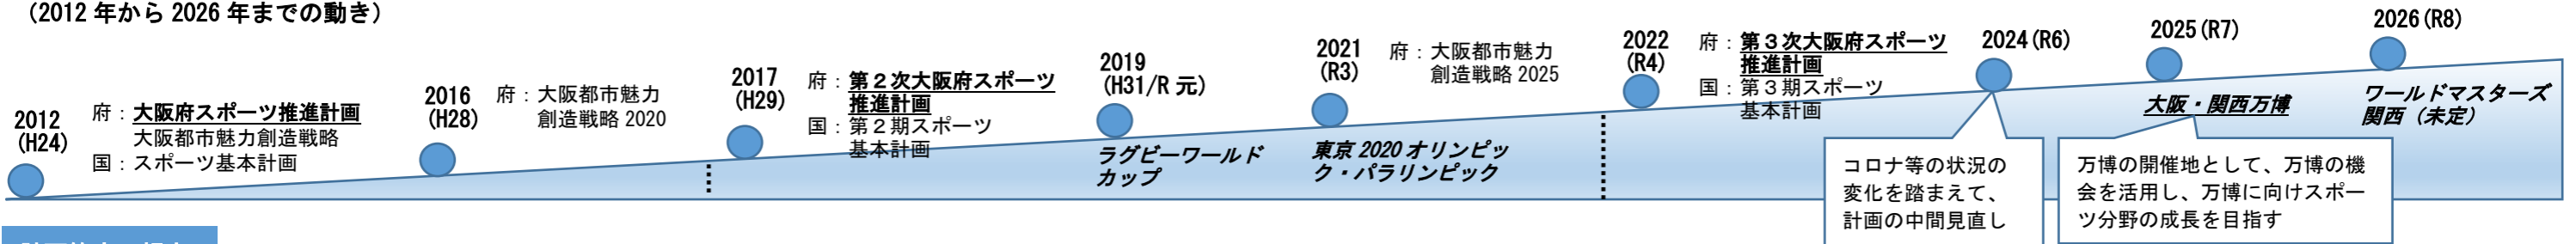 （2012 年から 2026 年までの動き）
2012
(H24)
府：大阪府スポーツ推進計画
大阪都市魅力創造戦略
国：スポーツ基本計画
2016
(H28)
府：大阪都市魅力
創造戦略 2020
2017
(H29)
府：第２次大阪府スポーツ
推進計画
国：第２期スポーツ
基本計画
2019
(H31/R 元)
ラグビーワールド
カップ
2021
(R3)
府：大阪都市魅力
創造戦略 2025
東京 2020 オリンピッ
ク・パラリンピック
2022
(R4)
府：第３次大阪府スポーツ
推進計画
国：第３期スポーツ
基本計画
2024(R6)
コロナ等の状況の
変化を踏まえて、
計画の中間見直し
2025(R7)
大阪・関西万博
万博の開催地として、万博の機
会を活用し、万博に向けスポー
ツ分野の成長を目指す
2026(R8)
ワールドマスターズ
関西（未定）